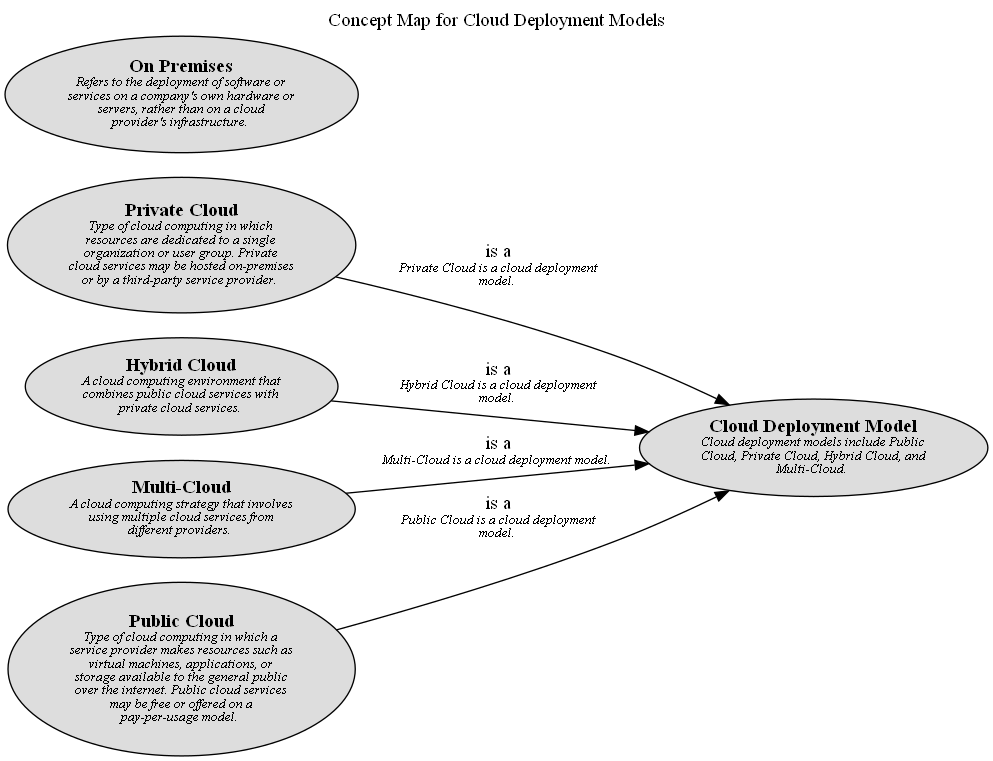 Concept Map for Cloud Deployment Models
On Premises
Refers to the deployment of software or
services on a company's own hardware or
servers, rather than on a cloud
provider's infrastructure.
Private Cloud
Type of cloud computing in which
resources are dedicated to a single
organization or user group. Private
cloud services may be hosted on-premises
or by a third-party service provider.
is a
Private Cloud is a cloud deployment
model.
Hybrid Cloud
A cloud computing environment that
combines public cloud services with
private cloud services.
is a
Hybrid Cloud is a cloud deployment
model.
Cloud Deployment Model
Cloud deployment models include Public
Cloud, Private Cloud, Hybrid Cloud, and
Multi-Cloud.
is a
Multi-Cloud is a cloud deployment model.
Multi-Cloud
A cloud computing strategy that involves
using multiple cloud services from
different providers.
is a
Public Cloud is a cloud deployment
model.
Public Cloud
Type of cloud computing in which a
service provider makes resources such as
virtual machines, applications, or
storage available to the general public
over the internet. Public cloud services
may be free or offered on a
pay-per-usage model.